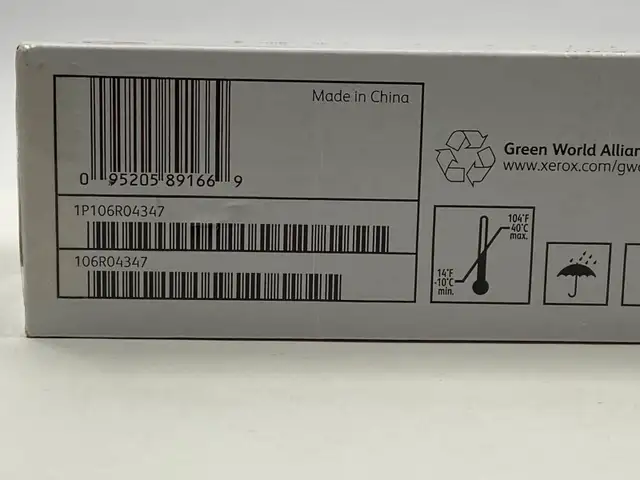 Made in China
0 95205 89166 9
1P106R04347
106R04347
Green World Allian
www.xerox.com/gw
104°F
40°C
max.
14°F
-10°C
min.